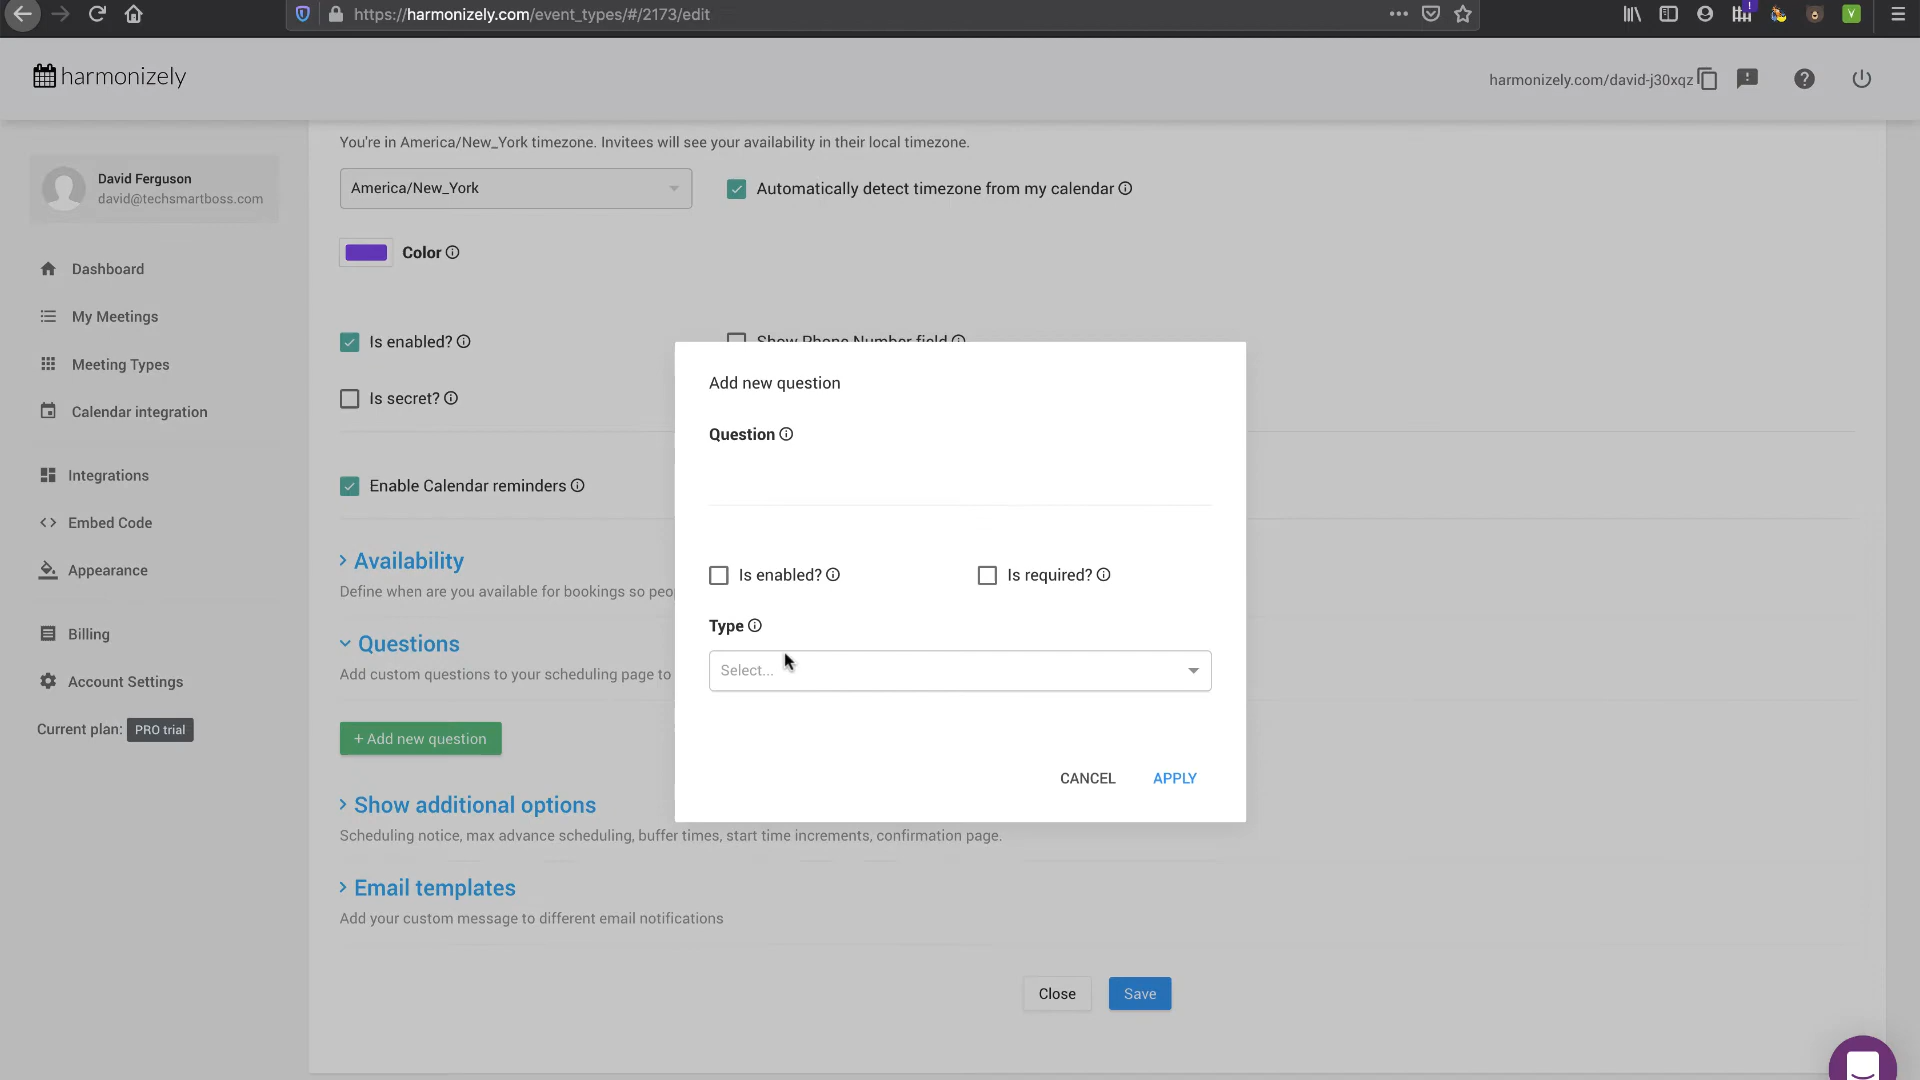 https://harmonizely.com/event_types/#/2173/edit
harmonizely
harmonizely.com/david-j30xqz
David Ferguson
david@techsmartboss.com
Dashboard
My Meetings
Meeting Types
Calendar integration
Integrations
Embed Code
Appearance
Billing
Account Settings
Current plan: PRO trial
You're in America/New_York timezone. Invitees will see your availability in their local timezone.
America/New_York
Automatically detect timezone from my calendar
Color
Is enabled?
Show Phone Number field
Is secret?
Enable Calendar reminders
Availability
Define when are you available for bookings so peo
Questions
Add custom questions to your scheduling page to
+ Add new question
Show additional options
Scheduling notice, max advance scheduling, buffer times, start time increments, confirmation page.
Email templates
Add your custom message to different email notifications
Close
Save
Add new question
Question
Is enabled?
Is required?
Type
Select...
CANCEL
APPLY